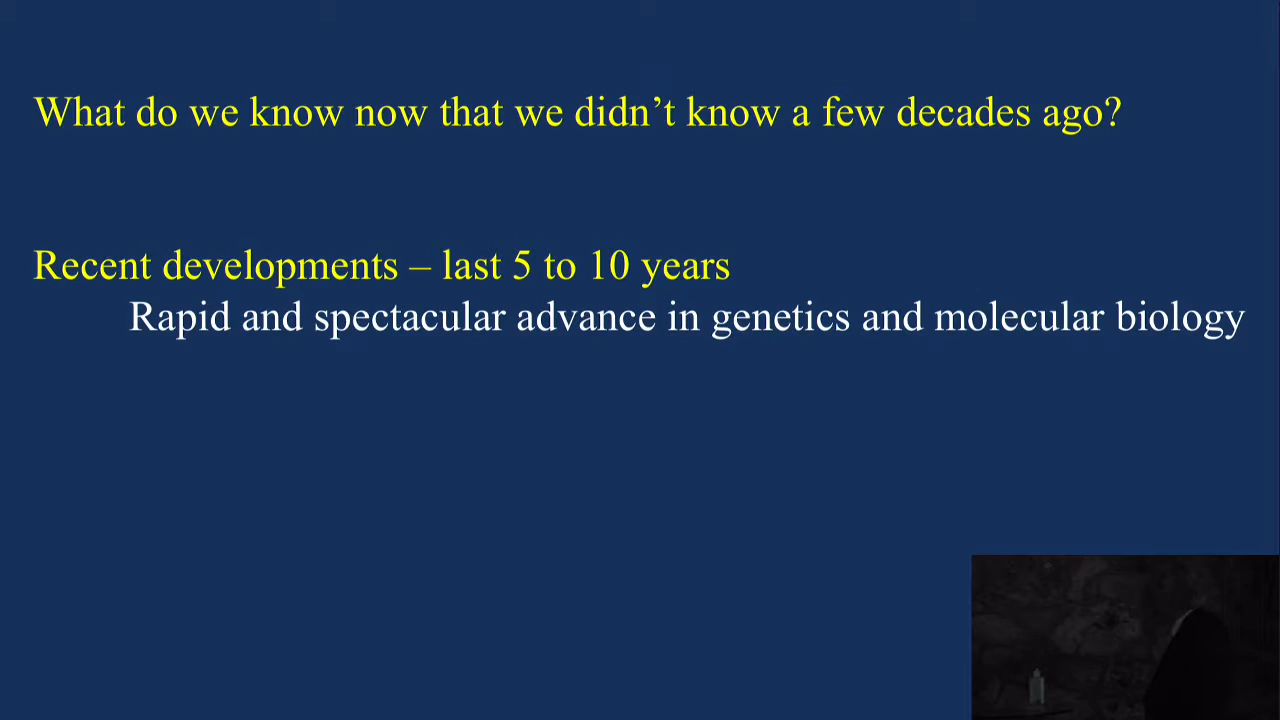 What do we know now that we didn’t know a few decades ago?
Recent developments – last 5 to 10 years
Rapid and spectacular advance in genetics and molecular biology